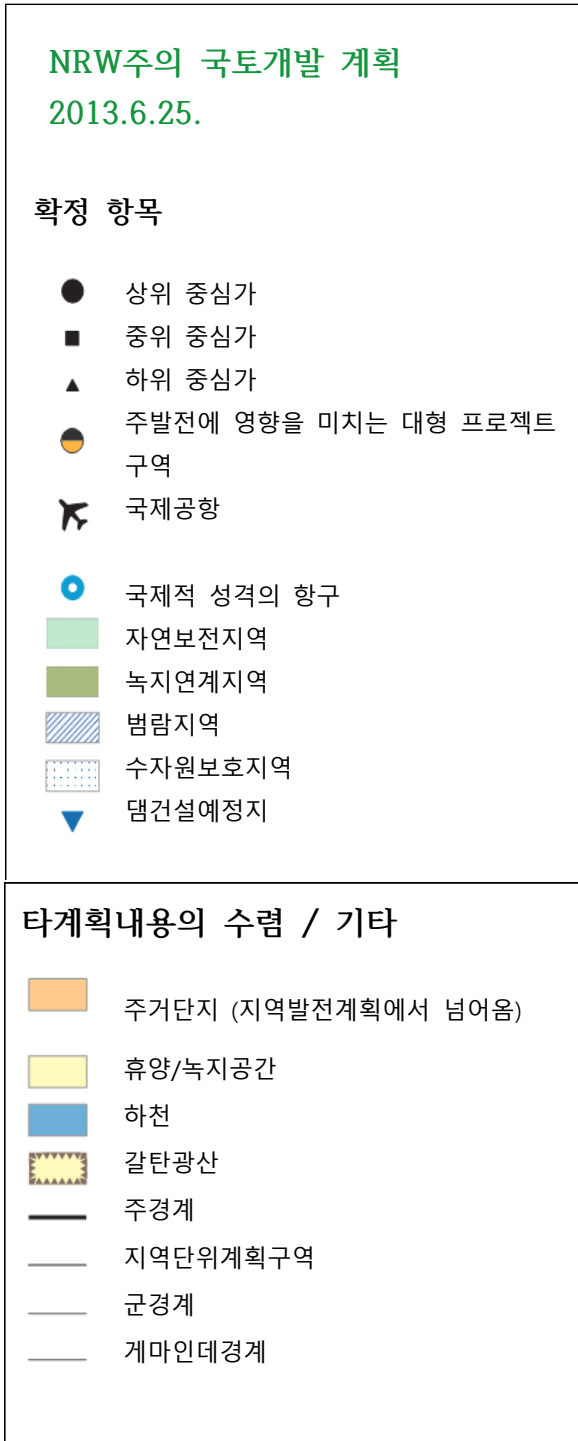 NRW주의 국토개발 계획
2013.6.25.
확정 항목
상위 중심가
중위 중심가
하위 중심가
주발전에 영향을 미치는 대형 프로젝트
구역
국제공항
국제적 성격의 항구
자연보전지역
녹지연계지역
범람지역
수자원보호지역
댐건설예정지
타계획내용의 수렴 / 기타
주거단지 (지역발전계획에서 넘어옴)
휴양/녹지공간
하천
갈탄광산
주경계
지역단위계획구역
군경계
게마인데경계